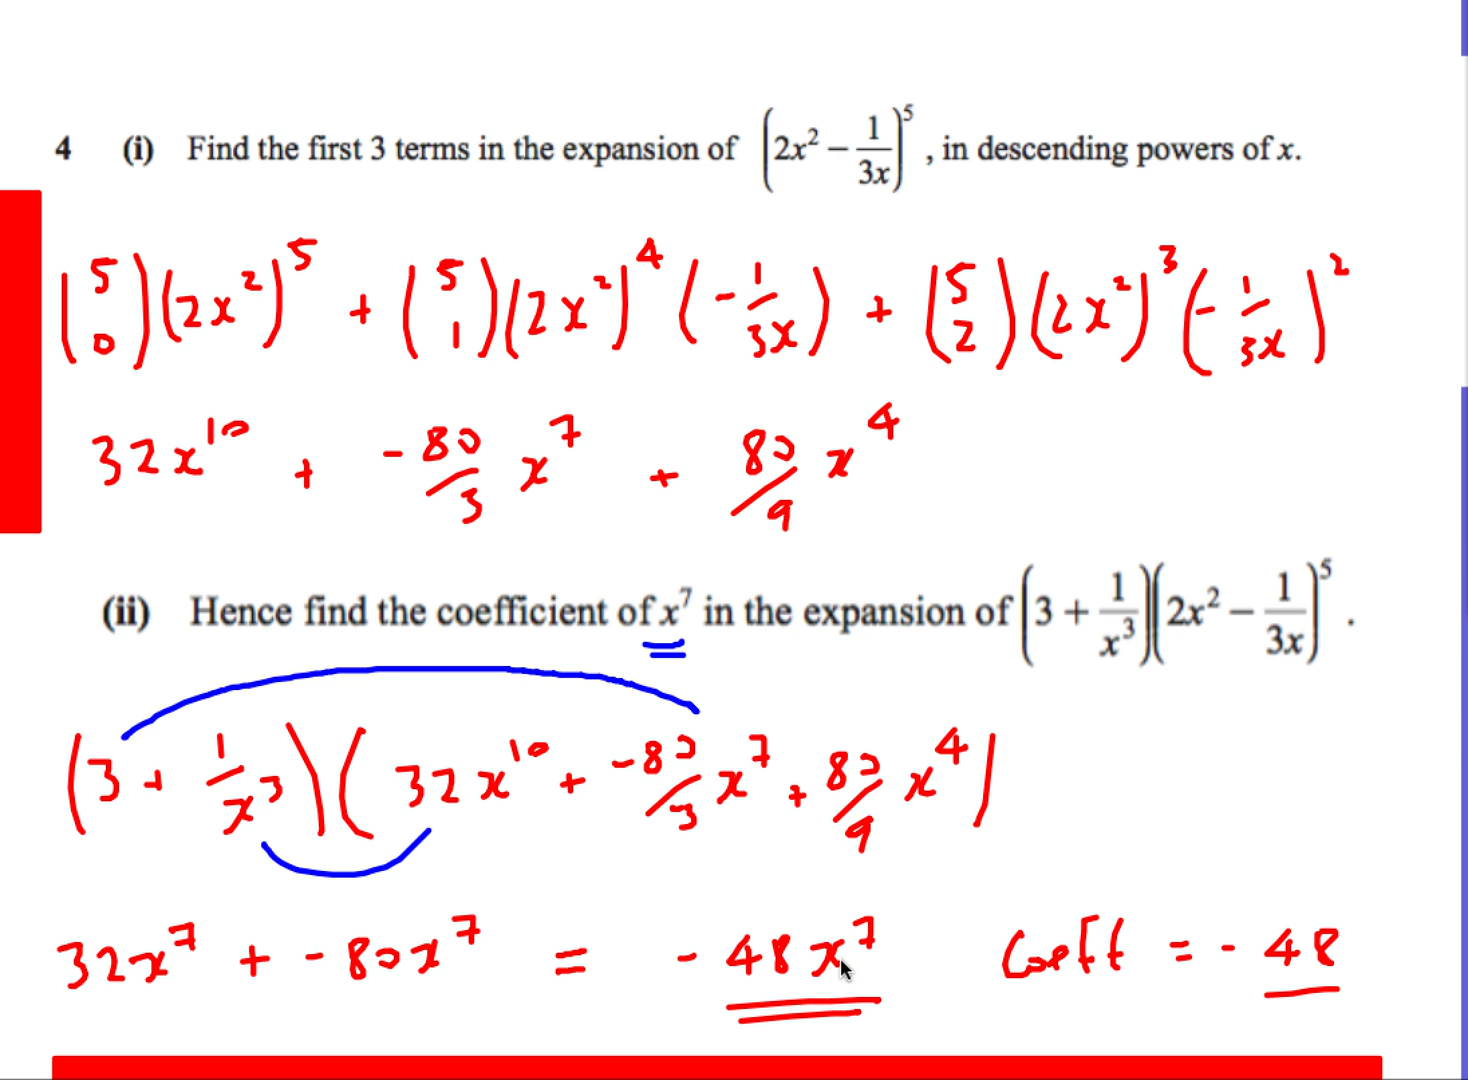 4 (i) Find the first 3 terms in the expansion of (2x² − 1/3x)⁵, in descending powers of x.
(5 0)(2x²)⁵ + (5 1)(2x²)⁴(-1/3x) + (5 2)(2x²)³(-1/3x)²
32x¹⁰ + -80/3 x⁷ + 80/9 x⁴
(ii) Hence find the coefficient of x⁷ in the expansion of (3 + 1/x³)(2x² − 1/3x)⁵.
(3 + 1/x³)(32x¹⁰ + -80/3 x⁷ + 80/9 x⁴)
32x⁷ + -80x⁷ = -48x⁷ Coeff = -48